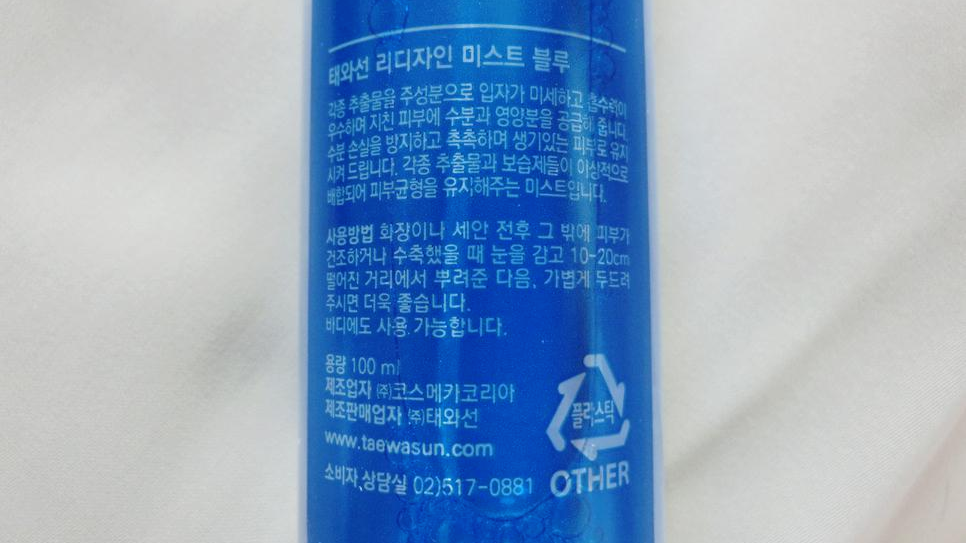 태와선 리디자인 미스트 블루
각종 추출물을 주성분으로 입자가 미세하고 흡수력이
우수하며 지친 피부에 수분과 영양분을 공급해 줍니다.
수분 손실을 방지하고 촉촉하며 생기있는 피부로 유지
시켜 드립니다. 각종 추출물과 보습제들이 이상적으로
배합되어 피부균형을 유지해주는 미스트입니다.
사용방법 화장이나 세안 전후 그 밖에 피부가
건조하거나 수축했을 때 눈을 감고 10-20cm
떨어진 거리에서 뿌려준 다음, 가볍게 두드려
주시면 더욱 좋습니다.
바디에도 사용 가능합니다.
용량 100 ml
제조업자 ㈜코스메카코리아
제조판매업자 ㈜태와선
www.taewasun.com
소비자 상담실 02)517-0881
플라스틱
OTHER